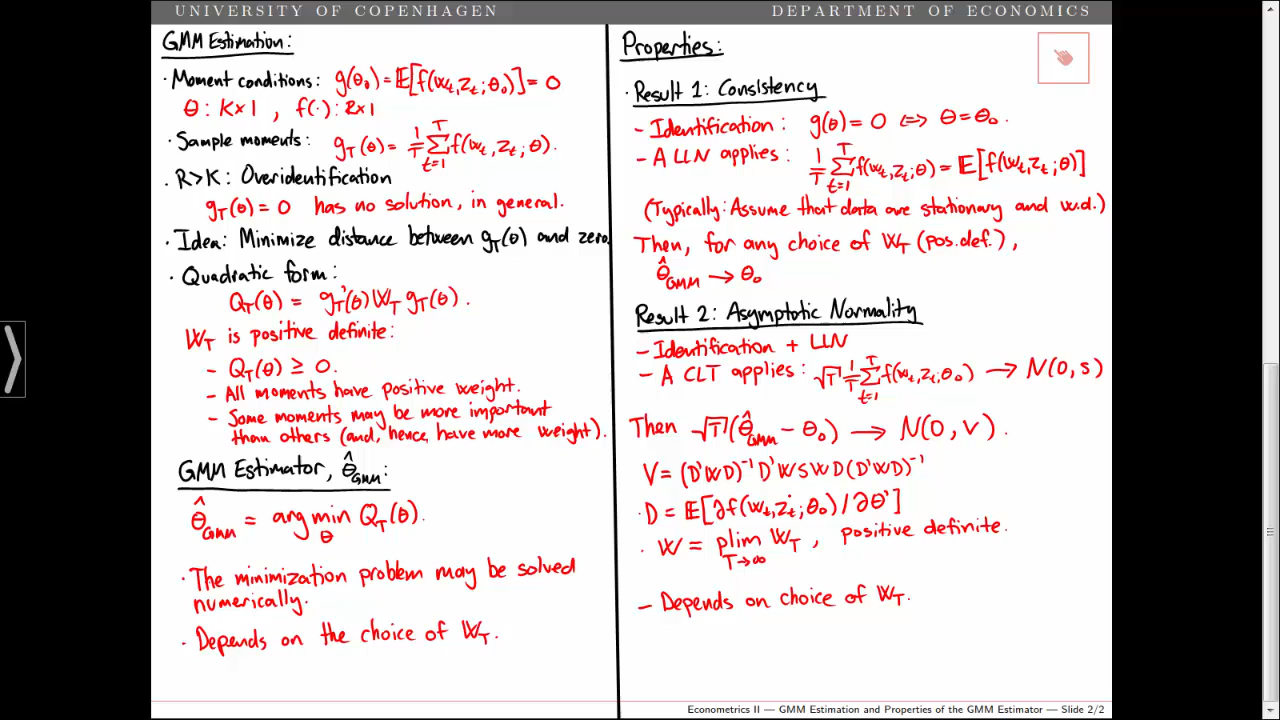 UNIVERSITY OF COPENHAGEN
DEPARTMENT OF ECONOMICS
GMM Estimation:
· Moment conditions: g(θ₀) = 𝔼[f(wₜ,zₜ;θ₀)] = 0
θ : K×1 , f(·) : R×1
· Sample moments: g_T(θ) = 1/T Σ_{t=1}^T f(wₜ,zₜ;θ).
· R>K : Overidentification
g_T(θ) = 0 has no solution, in general.
· Idea: Minimize distance between g_T(θ) and zero.
· Quadratic form:
Q_T(θ) = g_T'(θ) W_T g_T(θ) .
W_T is positive definite:
- Q_T(θ) ≥ 0.
- All moments have positive weight.
- Some moments may be more important
than others (and, hence, have more weight).
GMM Estimator, θ̂_GMM:
θ̂_GMM = arg min_θ Q_T(θ).
· The minimization problem may be solved
numerically.
· Depends on the choice of W_T.
Properties:
· Result 1: Consistency
- Identification: g(θ) = 0 ⇔ θ = θ₀.
- A LLN applies: 1/T Σ_{t=1}^T f(wₜ,zₜ;θ) = 𝔼[f(wₜ,zₜ;θ)]
(Typically: Assume that data are stationary and w.d.)
Then, for any choice of W_T (pos.def.),
θ̂_GMM → θ₀
Result 2: Asymptotic Normality
- Identification + LLN
- A CLT applies: √T 1/T Σ_{t=1}^T f(wₜ,zₜ;θ₀) → N(0,S)
Then √T(θ̂_GMM - θ₀) → N(0,V).
V = (D'WD)⁻¹ D'WSWD(D'WD)⁻¹
· D = 𝔼[∂f(wₜ,zₜ;θ₀)/∂θ']
· W = plim_{T→∞} W_T , positive definite.
- Depends on choice of W_T.
Econometrics II — GMM Estimation and Properties of the GMM Estimator — Slide 2/2